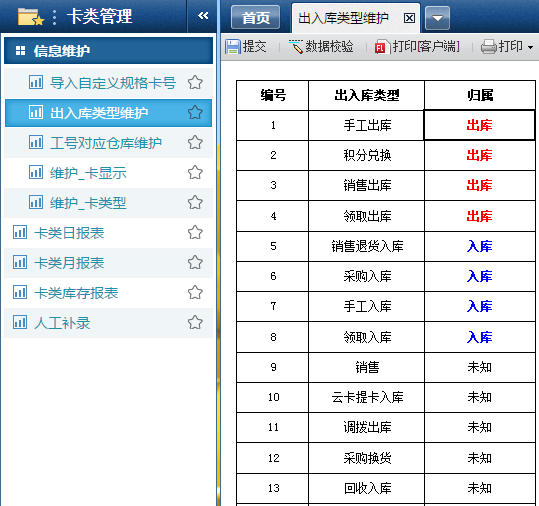 卡类管理 «
信息维护
导入自定义规格卡号
出入库类型维护
工号对应仓库维护
维护_卡显示
维护_卡类型
卡类日报表
卡类月报表
卡类库存报表
人工补录
首页 出入库类型维护
提交 数据校验 打印[客户端] 打印
编号 出入库类型 归属
1 手工出库 出库
2 积分兑换 出库
3 销售出库 出库
4 领取出库 出库
5 销售退货入库 入库
6 采购入库 入库
7 手工入库 入库
8 领取入库 入库
9 销售 未知
10 云卡提卡入库 未知
11 调拨出库 未知
12 采购换货 未知
13 回收入库 未知